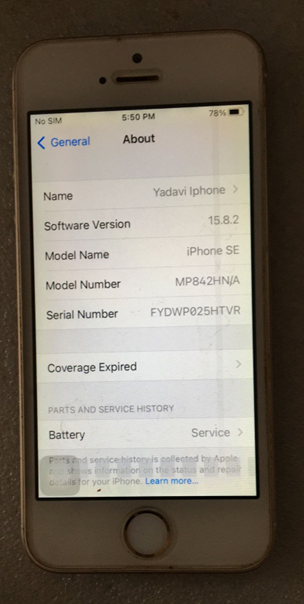 No SIM 5:50 PM 78%
General About
Name Yadavi Iphone
Software Version 15.8.2
Model Name iPhone SE
Model Number MP842HN/A
Serial Number FYDWP025HTVR
Coverage Expired
PARTS AND SERVICE HISTORY
Battery Service
Parts and service history is collected by Apple
and shows information on the status and repair
details for your iPhone. Learn more...